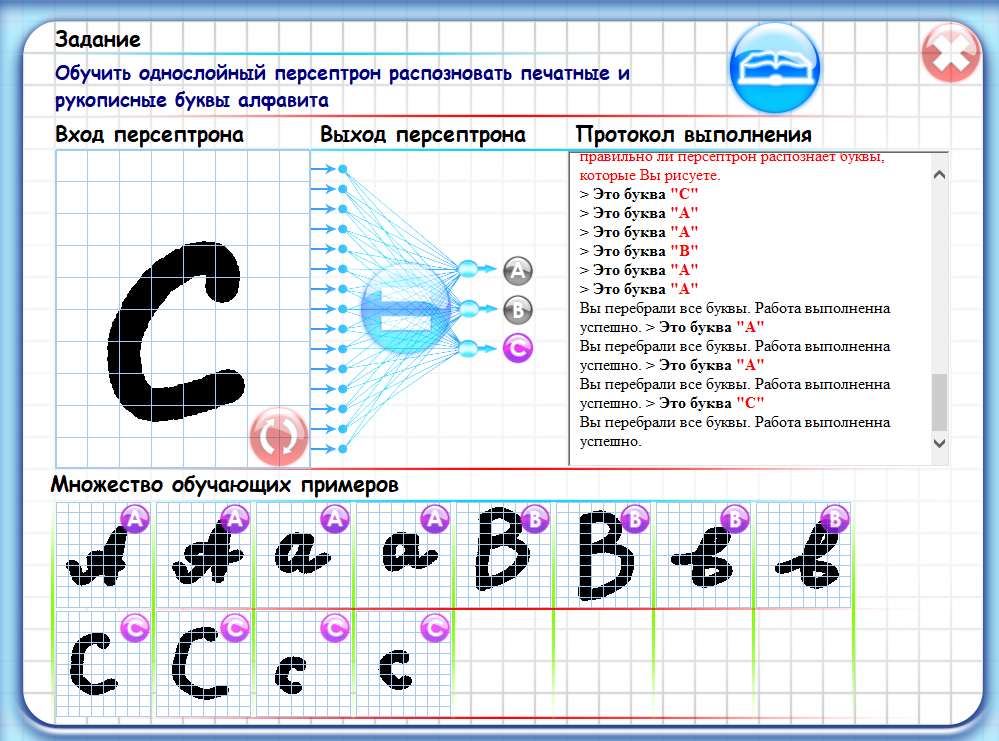 Задание
Обучить однослойный персептрон распозновать печатные и
рукописные буквы алфавита
Вход персептрона
Выход персептрона
Протокол выполнения
C
A
B
C
правильно ли персептрон распознает буквы,
которые Вы рисуете.
> Это буква "С"
> Это буква "А"
> Это буква "А"
> Это буква "В"
> Это буква "А"
> Это буква "А"
Вы перебрали все буквы. Работа выполненна
успешно. > Это буква "А"
Вы перебрали все буквы. Работа выполненна
успешно. > Это буква "А"
Вы перебрали все буквы. Работа выполненна
успешно. > Это буква "С"
Вы перебрали все буквы. Работа выполненна
успешно.
Множество обучающих примеров
A A A A B B B B
А А а а В В в в
C C C C
С С с с